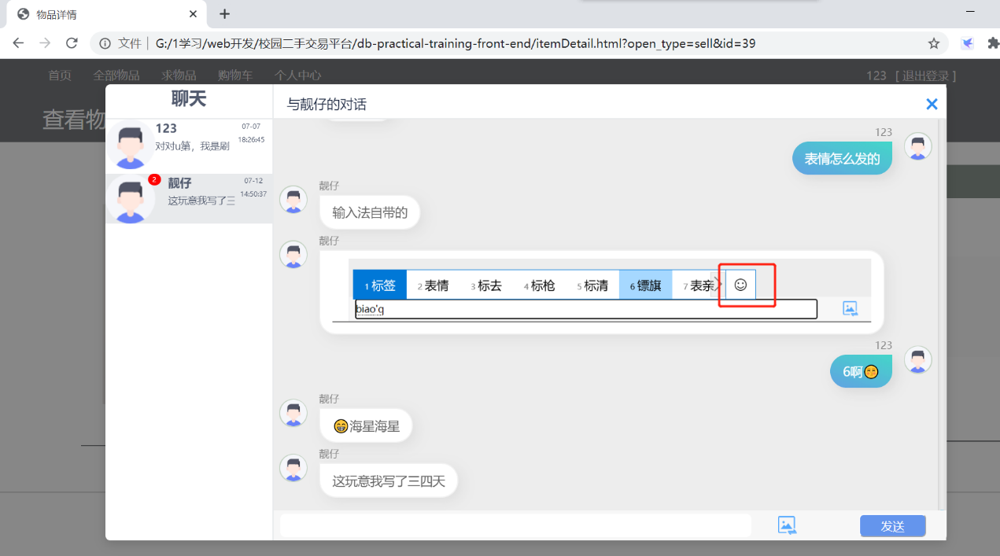 物品详情
文件 G:/1学习/web开发/校园二手交易平台/db-practical-training-front-end/itemDetail.html?open_type=sell&id=39
首页 全部物品 求物品 购物车 个人中心 123 [ 退出登录 ]
查看物
聊天
123 07-07
对对u第，我是刷 18:26:45
2 靓仔 07-12
这玩意我写了三 14:50:37
与靓仔的对话
123
表情怎么发的
靓仔
输入法自带的
靓仔
1 标签 2 表情 3 标去 4 标枪 5 标清 6 镖旗 7 表亲
biao'q
123
6啊😚
靓仔
😁海星海星
靓仔
这玩意我写了三四天
发送